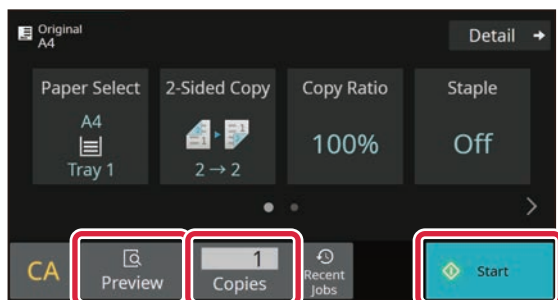 Original
A4
Detail
Paper Select
A4
Tray 1
2-Sided Copy
2 → 2
Copy Ratio
100%
Staple
Off
CA
Preview
1
Copies
Recent
Jobs
Start